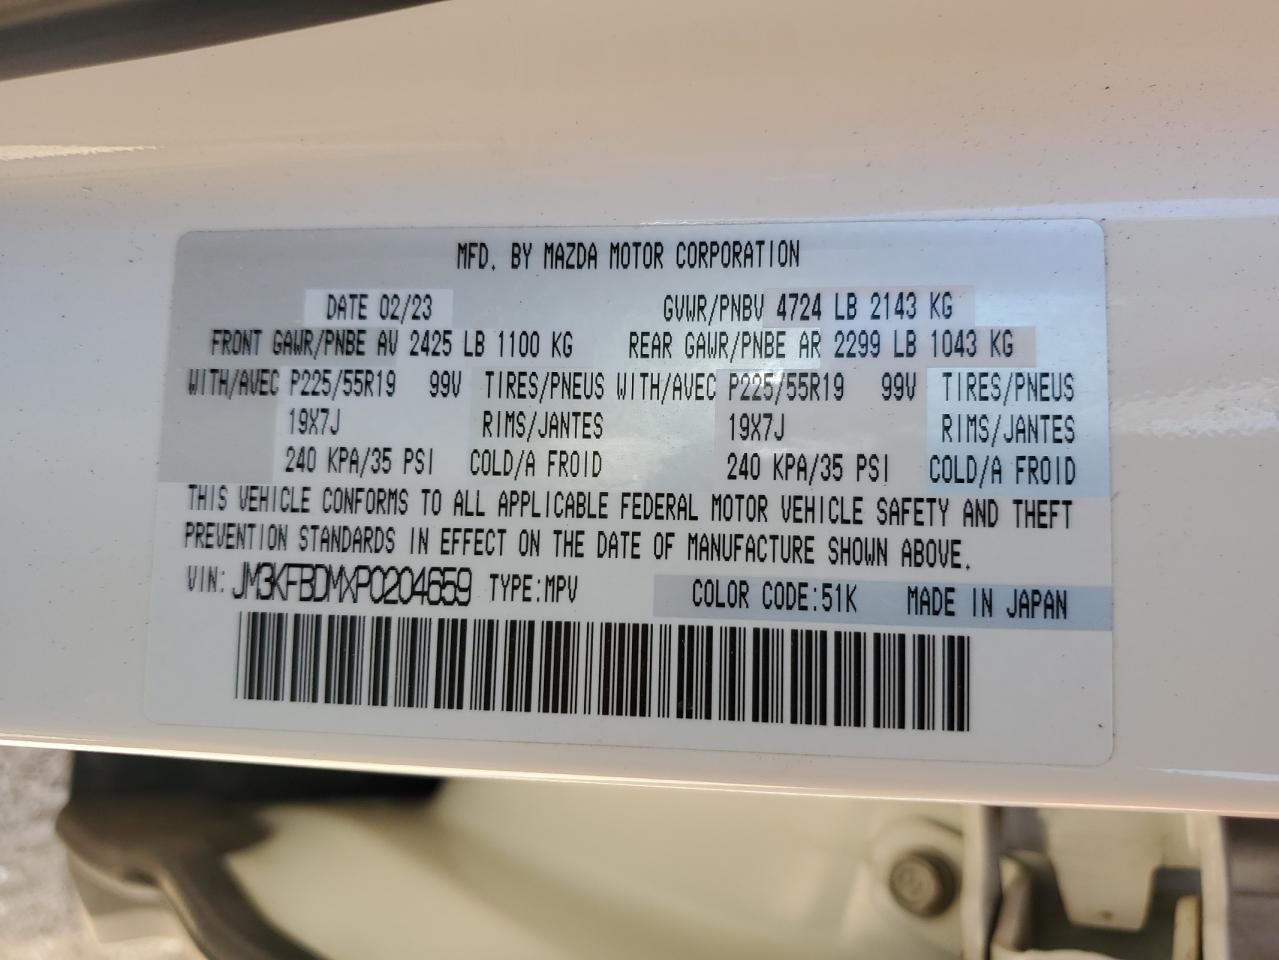 MFD. BY MAZDA MOTOR CORPORATION
DATE 02/23 GVWR/PNBV 4724 LB 2143 KG
FRONT GAWR/PNBE AV 2425 LB 1100 KG REAR GAWR/PNBE AR 2299 LB 1043 KG
WITH/AVEC P225/55R19 99V TIRES/PNEUS WITH/AVEC P225/55R19 99V TIRES/PNEUS
19X7J RIMS/JANTES 19X7J RIMS/JANTES
240 KPA/35 PSI COLD/A FROID 240 KPA/35 PSI COLD/A FROID
THIS VEHICLE CONFORMS TO ALL APPLICABLE FEDERAL MOTOR VEHICLE SAFETY AND THEFT
PREVENTION STANDARDS IN EFFECT ON THE DATE OF MANUFACTURE SHOWN ABOVE.
VIN: JM3KFBDMXP0204659 TYPE:MPV COLOR CODE:51K MADE IN JAPAN